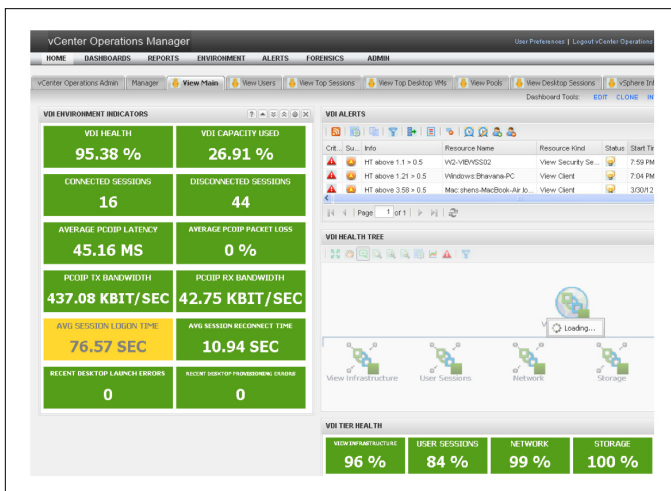 vCenter Operations Manager
User Preferences | Logout vCenter Operations
HOME DASHBOARDS REPORTS ENVIRONMENT ALERTS FORENSICS ADMIN
vCenter Operations Admin Manager View Main View Users View Top Sessions View Top Desktop VMs View Pools View Desktop Sessions vSphere Inf
Dashboard Tools: EDIT CLONE IN
VDI ENVIRONMENT INDICATORS
VDI HEALTH
95.38 %
VDI CAPACITY USED
26.91 %
CONNECTED SESSIONS
16
DISCONNECTED SESSIONS
44
AVERAGE PCOIP LATENCY
45.16 MS
AVERAGE PCOIP PACKET LOSS
0 %
PCOIP TX BANDWIDTH
437.08 KBIT/SEC
PCOIP RX BANDWIDTH
42.75 KBIT/SEC
AVG SESSION LOGON TIME
76.57 SEC
AVG SESSION RECONNECT TIME
10.94 SEC
RECENT DESKTOP LAUNCH ERRORS
0
RECENT DESKTOP PROVISIONING ERRORS
0
VDI ALERTS
Crit... Su... Info Resource Name Resource Kind Status Start Tir
HT above 1.1 > 0.5 W2-VIEWSS02 View Security Se... 7:59 PM
HT above 1.21 > 0.5 Windows:Bhavana-PC View Client 7:04 PM
HT above 3.58 > 0.5 Mac:shens-MacBook-Air.lo... View Client 3/30/12
Page 1 of 1
VDI HEALTH TREE
Loading...
View Infrastructure User Sessions Network Storage
VDI TIER HEALTH
VIEW INFRASTRUCTURE
96 %
USER SESSIONS
84 %
NETWORK
99 %
STORAGE
100 %